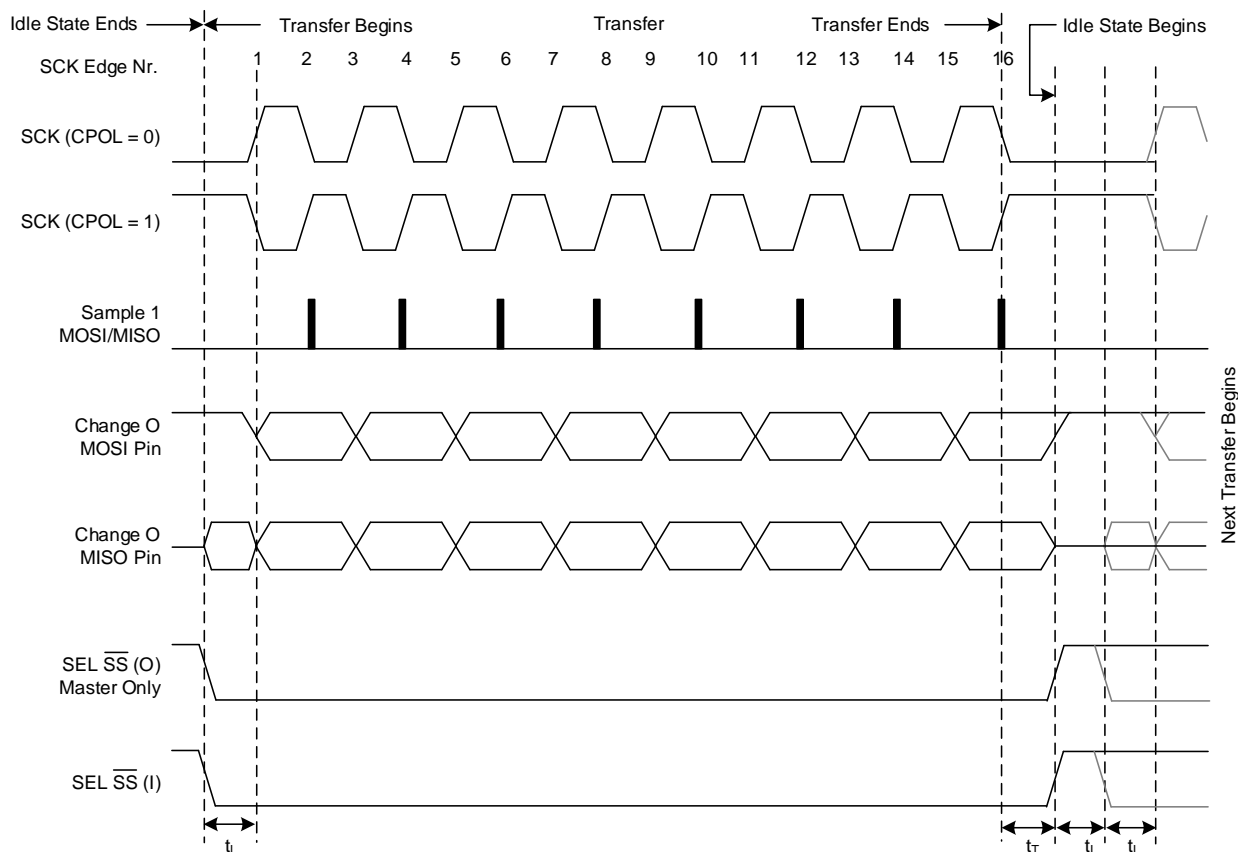 Idle State Ends
Transfer Begins
Transfer
Transfer Ends
Idle State Begins
SCK Edge Nr.
1 2 3 4 5 6 7 8 9 10 11 12 13 14 15 16
SCK (CPOL = 0)
SCK (CPOL = 1)
Sample 1
MOSI/MISO
Change O
MOSI Pin
Change O
MISO Pin
SEL SS (O)
Master Only
SEL SS (I)
Next Transfer Begins
tL
tT
tI
tL